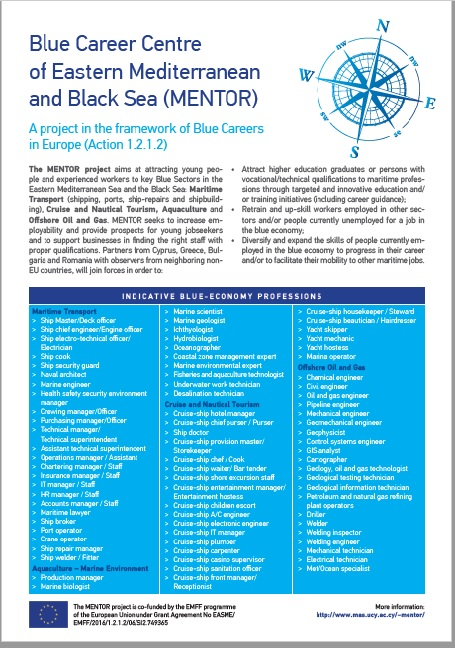 Blue Career Centre
of Eastern Mediterranean
and Black Sea (MENTOR)
A project in the framework of Blue Careers
in Europe (Action 1.2.1.2)
N
nw
ne
W
E
sw
se
S
The MENTOR project aims at attracting young peo-
ple and experienced workers to key Blue Sectors in the
Eastern Mediterranean Sea and the Black Sea: Maritime
Transport (shipping, ports, ship-repairs and shipbuild-
ing), Cruise and Nautical Tourism, Aquaculture and
Offshore Oil and Gas. MENTOR seeks to increase em-
ployability and provide prospects for young jobseekers
and to support businesses in finding the right staff with
proper qualifications. Partners from Cyprus, Greece, Bul-
garia and Romania with observers from neighboring non-
EU countries, will join forces in order to:
• Attract higher education graduates or persons with
vocational/technical qualifications to maritime profes-
sions through targeted and innovative education and/
or training initiatives (including career guidance);
• Retrain and up-skill workers employed in other sec-
tors and/or people currently unemployed for a job in
the blue economy;
• Diversify and expand the skills of people currently em-
ployed in the blue economy to progress in their career
and/or to facilitate their mobility to other maritime jobs.
INDICATIVE BLUE-ECONOMY PROFESSIONS
Maritime Transport
> Ship Master/Deck officer
> Ship chief engineer/Engine officer
> Ship electro-technical officer/
Electrician
> Ship cook
> Ship security guard
> Naval architect
> Marine engineer
> Health safety security environment
manager
> Crewing manager/Officer
> Purchasing manager/Officer
> Technical manager/
Technical superintendent
> Assistant technical superintendent
> Operations manager / Assistant
> Chartering manager / Staff
> Insurance manager / Staff
> IT manager / Staff
> HR manager / Staff
> Accounts manager / Staff
> Maritime lawyer
> Ship broker
> Port operator
> Crane operator
> Ship repair manager
> Ship welder / Fitter
Aquaculture – Marine Environment
> Production manager
> Marine biologist
> Marine scientist
> Marine geologist
> Ichthyologist
> Hydrobiologist
> Oceanographer
> Coastal zone management expert
> Marine environmental expert
> Fisheries and aquaculture technologist
> Underwater work technician
> Desalination technician
Cruise and Nautical Tourism
> Cruise-ship hotel manager
> Cruise-ship chief purser / Purser
> Ship doctor
> Cruise-ship provision master/
Storekeeper
> Cruise-ship chef / Cook
> Cruise-ship waiter/ Bar tender
> Cruise-ship shore excursion staff
> Cruise-ship entertainment manager/
Entertainment hostess
> Cruise-ship children escort
> Cruise-ship A/C engineer
> Cruise-ship electronic engineer
> Cruise-ship IT manager
> Cruise-ship plumber
> Cruise-ship carpenter
> Cruise-ship casino supervisor
> Cruise-ship sanitation officer
> Cruise-ship front manager/
Receptionist
> Cruise-ship housekeeper / Steward
> Cruise-ship beautician / Hairdresser
> Yacht skipper
> Yacht mechanic
> Yacht hostess
> Marina operator
Offshore Oil and Gas
> Chemical engineer
> Civil engineer
> Oil and gas engineer
> Pipeline engineer
> Mechanical engineer
> Geomechanical engineer
> Geophysicist
> Control systems engineer
> GIS analyst
> Cartographer
> Geology, oil and gas technologist
> Geological testing technician
> Geological information technician
> Petroleum and natural gas refining
plant operators
> Driller
> Welder
> Welding inspector
> Welding engineer
> Mechanical technician
> Electrical technician
> Met/Ocean specialist
The MENTOR project is co-funded by the EMFF programme
of the European Union under Grant Agreement No EASME/
EMFF/2016/1.2.1.2/06/SI2.749365
More information:
http://www.mas.ucy.ac.cy/~mentor/